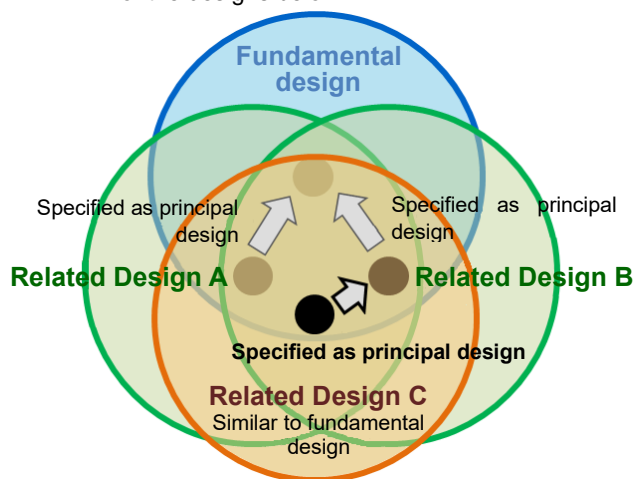 Fundamental
design
Specified as principal
design
Specified as principal
design
Related Design A
Related Design B
Specified as principal design
Related Design C
Similar to fundamental
design